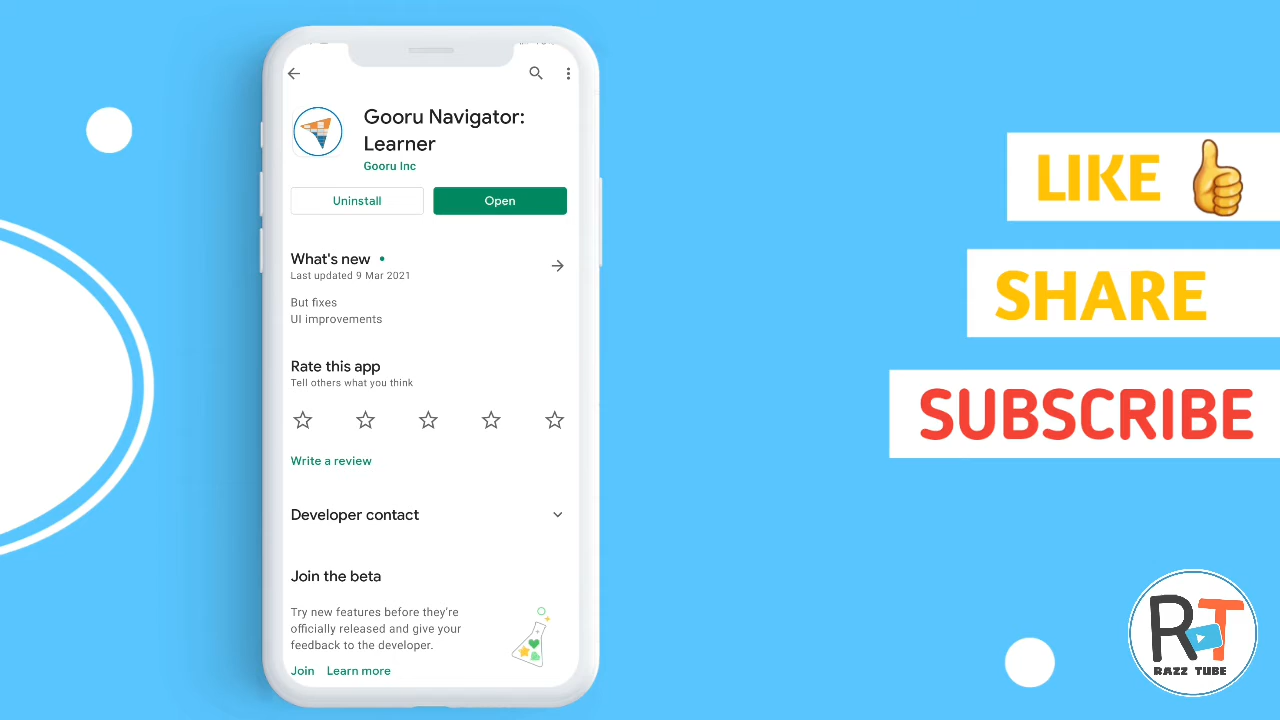 Gooru Navigator:
Learner
Gooru Inc
Uninstall
Open
What's new
Last updated 9 Mar 2021
But fixes
UI improvements
Rate this app
Tell others what you think
Write a review
Developer contact
Join the beta
Try new features before they're
officially released and give your
feedback to the developer.
Join Learn more
LIKE
SHARE
SUBSCRIBE
RT
RAZZ TUBE